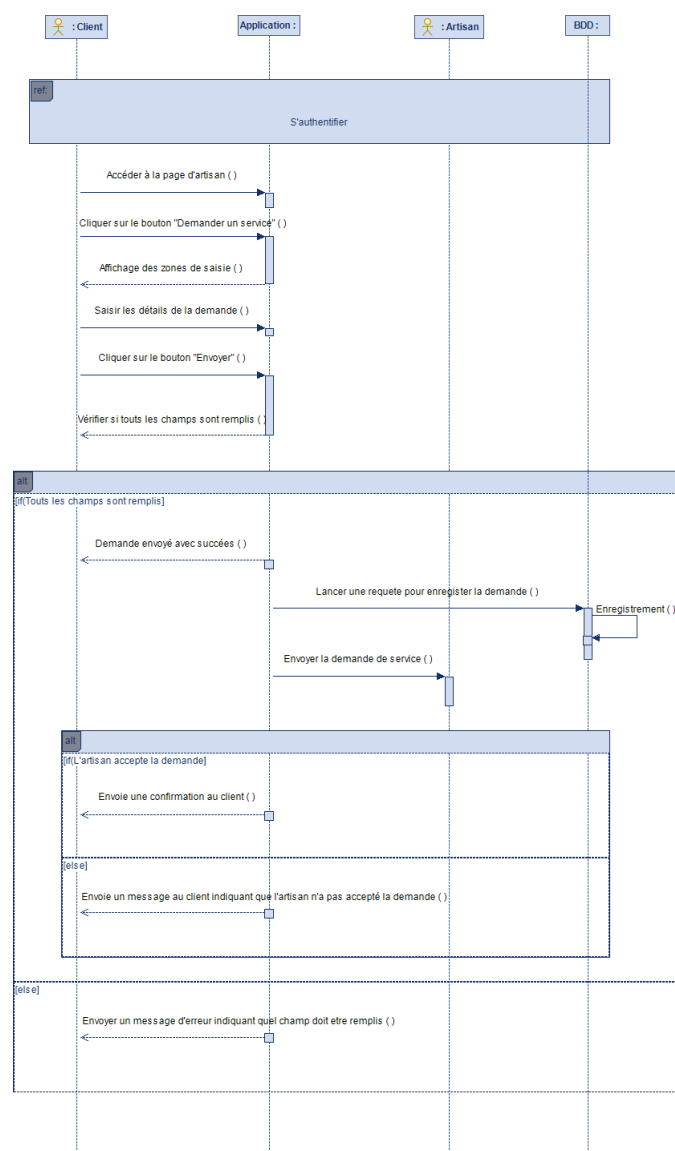 : Client
Application :
: Artisan
BDD :
ref:
S'authentifier
Accéder à la page d'artisan ( )
Cliquer sur le bouton "Demander un service" ( )
Affichage des zones de saisie ( )
Saisir les détails de la demande ( )
Cliquer sur le bouton "Envoyer" ( )
Vérifier si touts les champs sont remplis ( )
alt
[if(Touts les champs sont remplis]
Demande envoyé avec succées ( )
Lancer une requete pour enregister la demande ( )
Enregistrement ( )
Envoyer la demande de service ( )
alt
[if(L'artisan accepte la demande]
Envoie une confirmation au client ( )
[else]
Envoie un message au client indiquant que l'artisan n'a pas accepté la demande ( )
[else]
Envoyer un message d'erreur indiquant quel champ doit etre remplis ( )